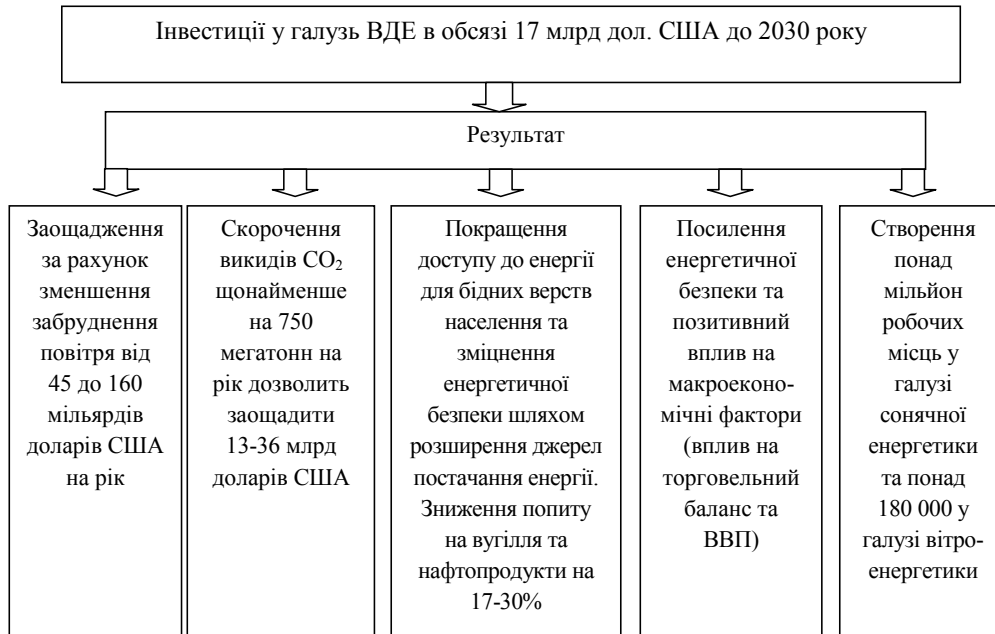 Інвестиції у галузь ВДЕ в обсязі 17 млрд дол. США до 2030 року
Результат
Заощадження
за рахунок
зменшення
забруднення
повітря від
45 до 160
мільярдів
доларів США
на рік
Скорочення
викидів CO₂
щонайменше
на 750
мегатонн на
рік дозволить
заощадити
13-36 млрд
доларів США
Покращення
доступу до енергії
для бідних верств
населення та
зміцнення
енергетичної
безпеки шляхом
розширення джерел
постачання енергії.
Зниження попиту
на вугілля та
нафтопродукти на
17-30%
Посилення
енергетичної
безпеки та
позитивний
вплив на
макроеконо-
мічні фактори
(вплив на
торговельний
баланс та
ВВП)
Створення
понад
мільйон
робочих
місць у
галузі
сонячної
енергетики
та понад
180 000 у
галузі вітро-
енергетики